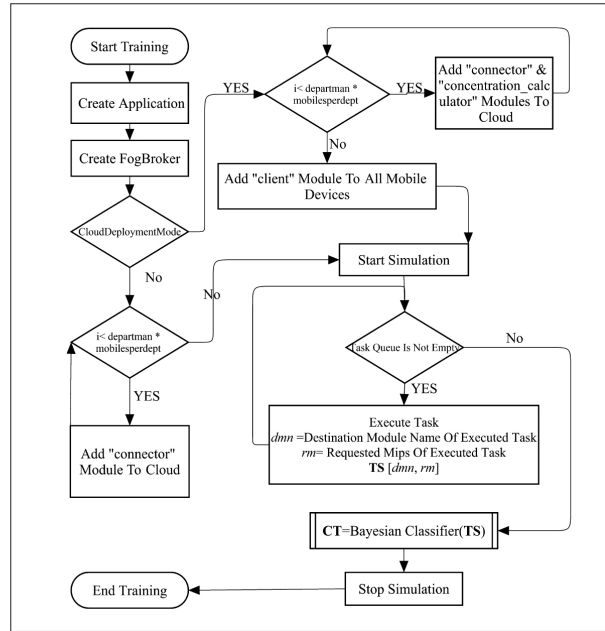 Start Training
Create Application
Create FogBroker
CloudDeploymentMode
YES
i< departman *
mobilesperdept
YES
Add "connector" &
"concentration_calc
ulator" Modules To
Cloud
No
Add "client" Module To All Mobile
Devices
Start Simulation
No
No
i< departman *
mobilesperdept
YES
Add "connector"
Module To Cloud
Task Queue Is Not Empty
No
YES
Execute Task
dmn =Destination Module Name Of Executed Task
rm= Requested Mips Of Executed Task
TS [dmn, rm]
CT=Bayesian Classifier(TS)
Stop Simulation
End Training